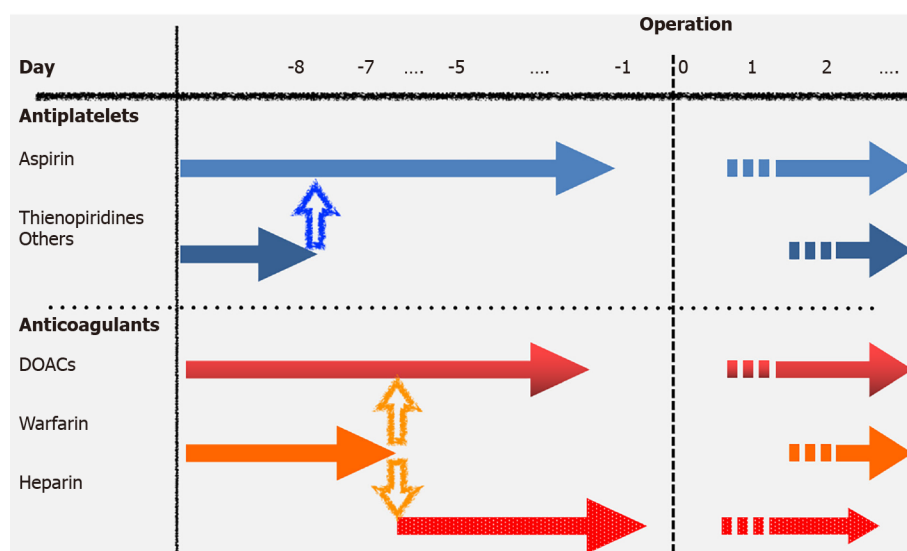 Operation
Day -8 -7 .... -5 .... -1 0 1 2 ....
Antiplatelets
Aspirin
Thienopiridines
Others
Anticoagulants
DOACs
Warfarin
Heparin